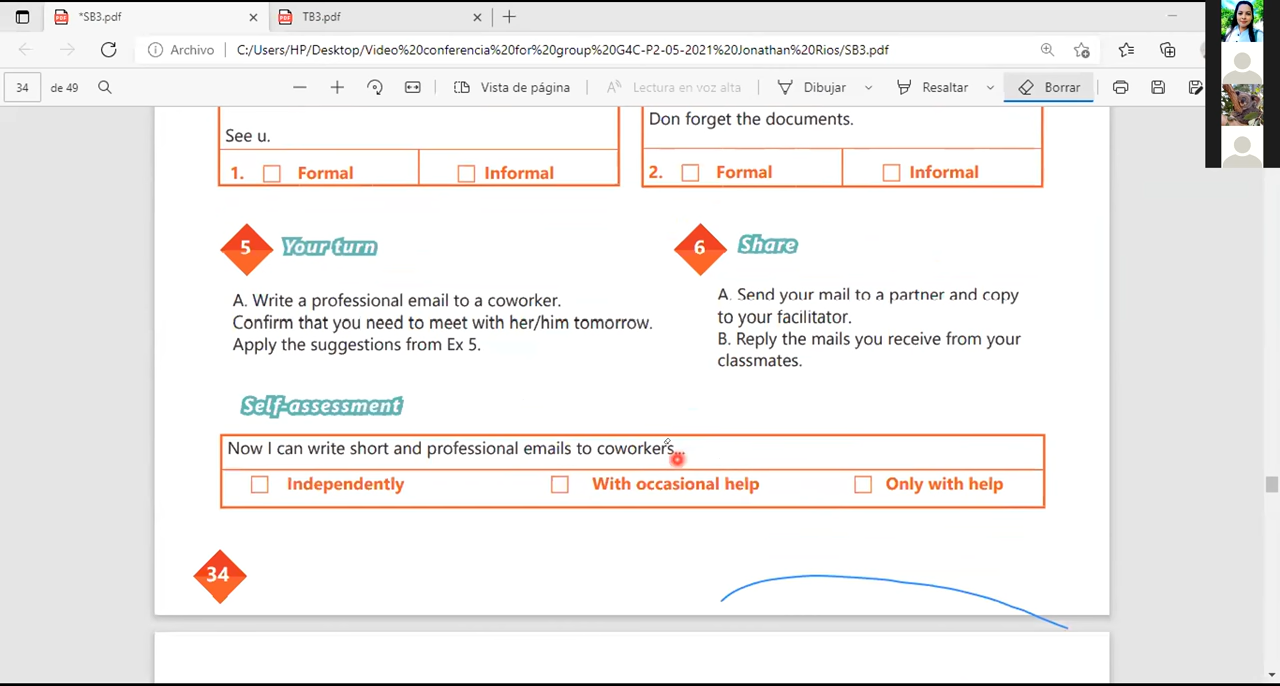 *SB3.pdf
TB3.pdf
Archivo
C:/Users/HP/Desktop/Video%20conferencia%20for%20group%20G4C-P2-05-2021%20Jonathan%20Rios/SB3.pdf
34
de 49
Vista de página
Lectura en voz alta
Dibujar
Resaltar
Borrar
See u.
1. Formal
Informal
Don forget the documents.
2. Formal
Informal
5 Your turn
A. Write a professional email to a coworker.
Confirm that you need to meet with her/him tomorrow.
Apply the suggestions from Ex 5.
6 Share
A. Send your mail to a partner and copy
to your facilitator.
B. Reply the mails you receive from your
classmates.
Self-assessment
Now I can write short and professional emails to coworkers...
Independently
With occasional help
Only with help
34